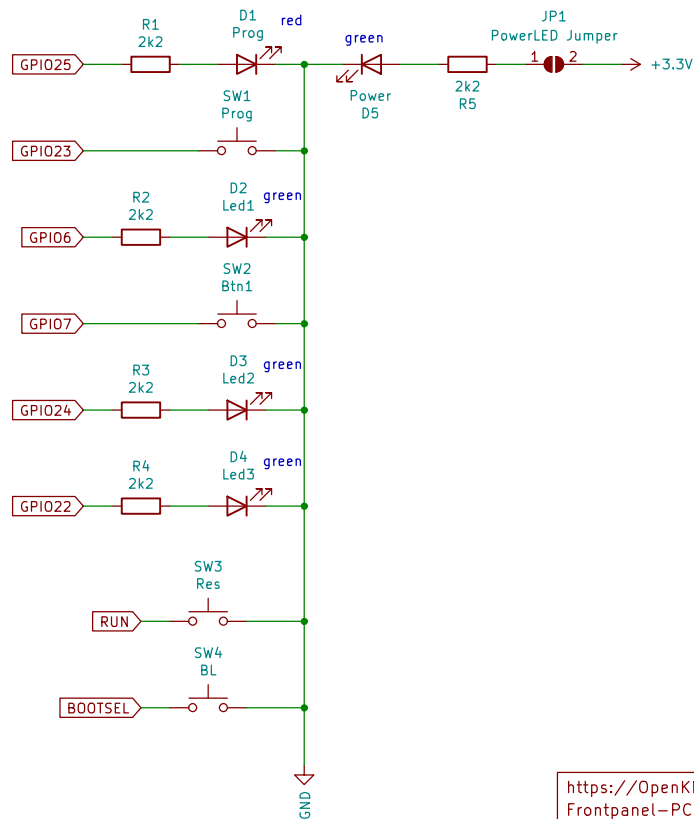 GPIO25
R1
2k2
D1
Prog
red
green
Power
D5
2k2
R5
JP1
PowerLED Jumper
1
2
+3.3V
SW1
Prog
GPIO23
R2
2k2
D2
Led1
green
GPIO6
SW2
Btn1
GPIO7
R3
2k2
D3
Led2
green
GPIO24
R4
2k2
D4
Led3
green
GPIO22
SW3
Res
RUN
SW4
BL
BOOTSEL
GND
https://OpenK
Frontpanel-PC